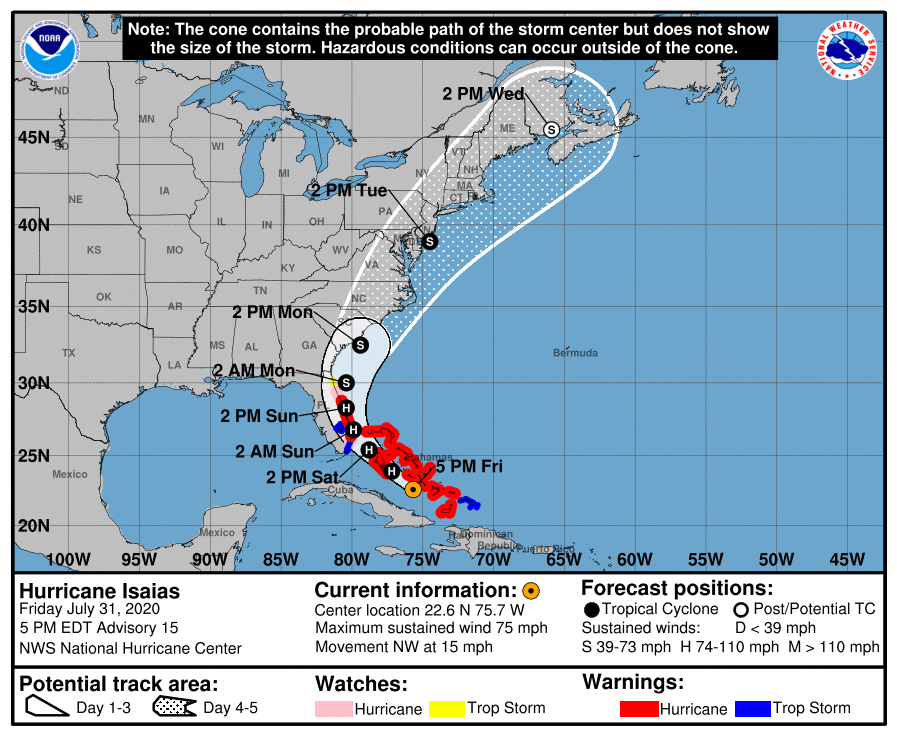 Note: The cone contains the probable path of the storm center but does not show
the size of the storm. Hazardous conditions can occur outside of the cone.
NOAA
NATIONAL WEATHER SERVICE
ND
2 PM Wed
MN
ME
45N
SD
WI
VT
MI
NH
NY
MA
CT
RI
2 PM Tue
NE
IA
PA
40N
IL
IN
OH
NJ
MD
DE
KS
MO
WV
VA
KY
OK
TN
NC
35N
AR
2 PM Mon
SC
TX
MS
AL
GA
Bermuda
LA
2 AM Mon
30N
FL
2 PM Sun
2 AM Sun
25N
Bahamas
5 PM Fri
Mexico
2 PM Sat
Cuba
20N
Mexico
Haiti
Dominican
Republic
Puerto Rico
100W 95W 90W 85W 80W 75W 70W 65W 60W 55W 50W 45W
Hurricane Isaias
Friday July 31, 2020
5 PM EDT Advisory 15
NWS National Hurricane Center
Current information:
Center location 22.6 N 75.7 W
Maximum sustained wind 75 mph
Movement NW at 15 mph
Forecast positions:
Tropical Cyclone Post/Potential TC
Sustained winds: D < 39 mph
S 39-73 mph H 74-110 mph M > 110 mph
Potential track area:
Day 1-3 Day 4-5
Watches:
Hurricane Trop Storm
Warnings:
Hurricane Trop Storm